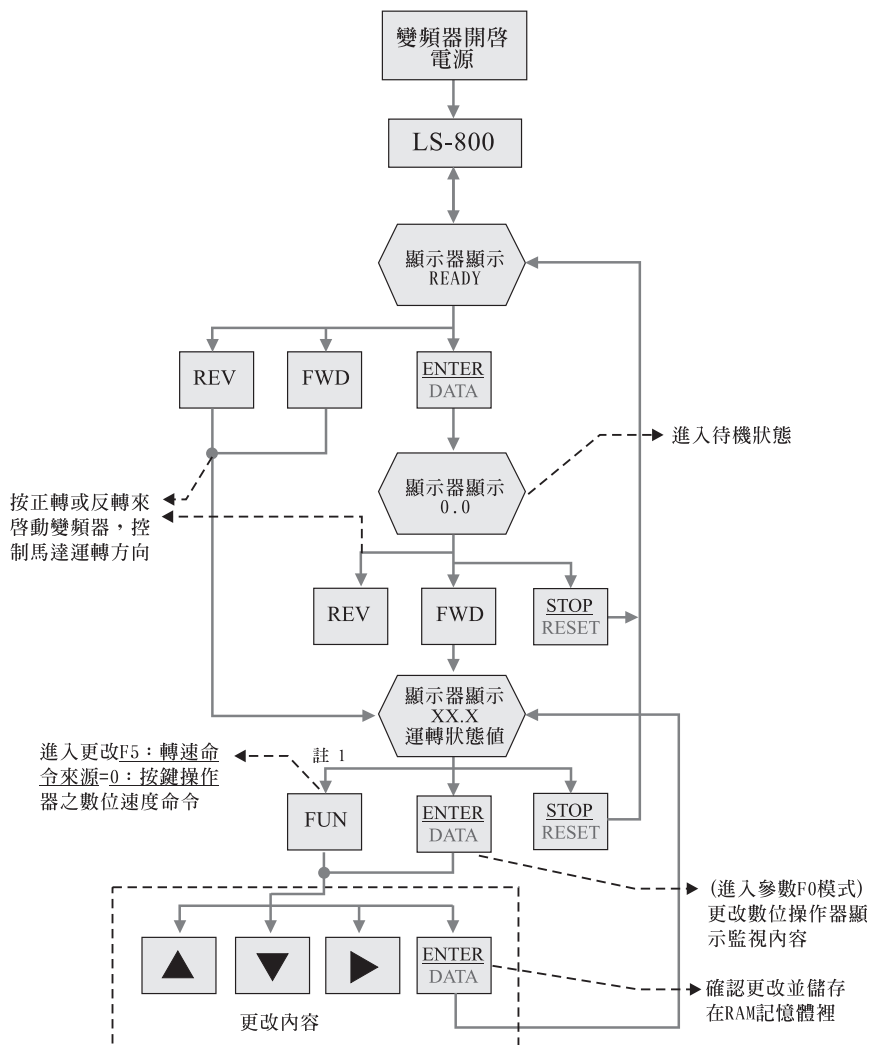 變頻器開啓
電源
LS-800
顯示器顯示
READY
REV
FWD
ENTER
DATA
進入待機狀態
顯示器顯示
0.0
按正轉或反轉來
啓動變頻器，控
制馬達運轉方向
REV
FWD
STOP
RESET
顯示器顯示
XX.X
運轉狀態值
進入更改F5：轉速命
令來源=0：按鍵操作
器之數位速度命令
註 1
FUN
ENTER
DATA
STOP
RESET
(進入參數F0模式)
更改數位操作器顯
示監視內容
▲
▼
▶
ENTER
DATA
更改內容
確認更改並儲存
在RAM記憶體裡